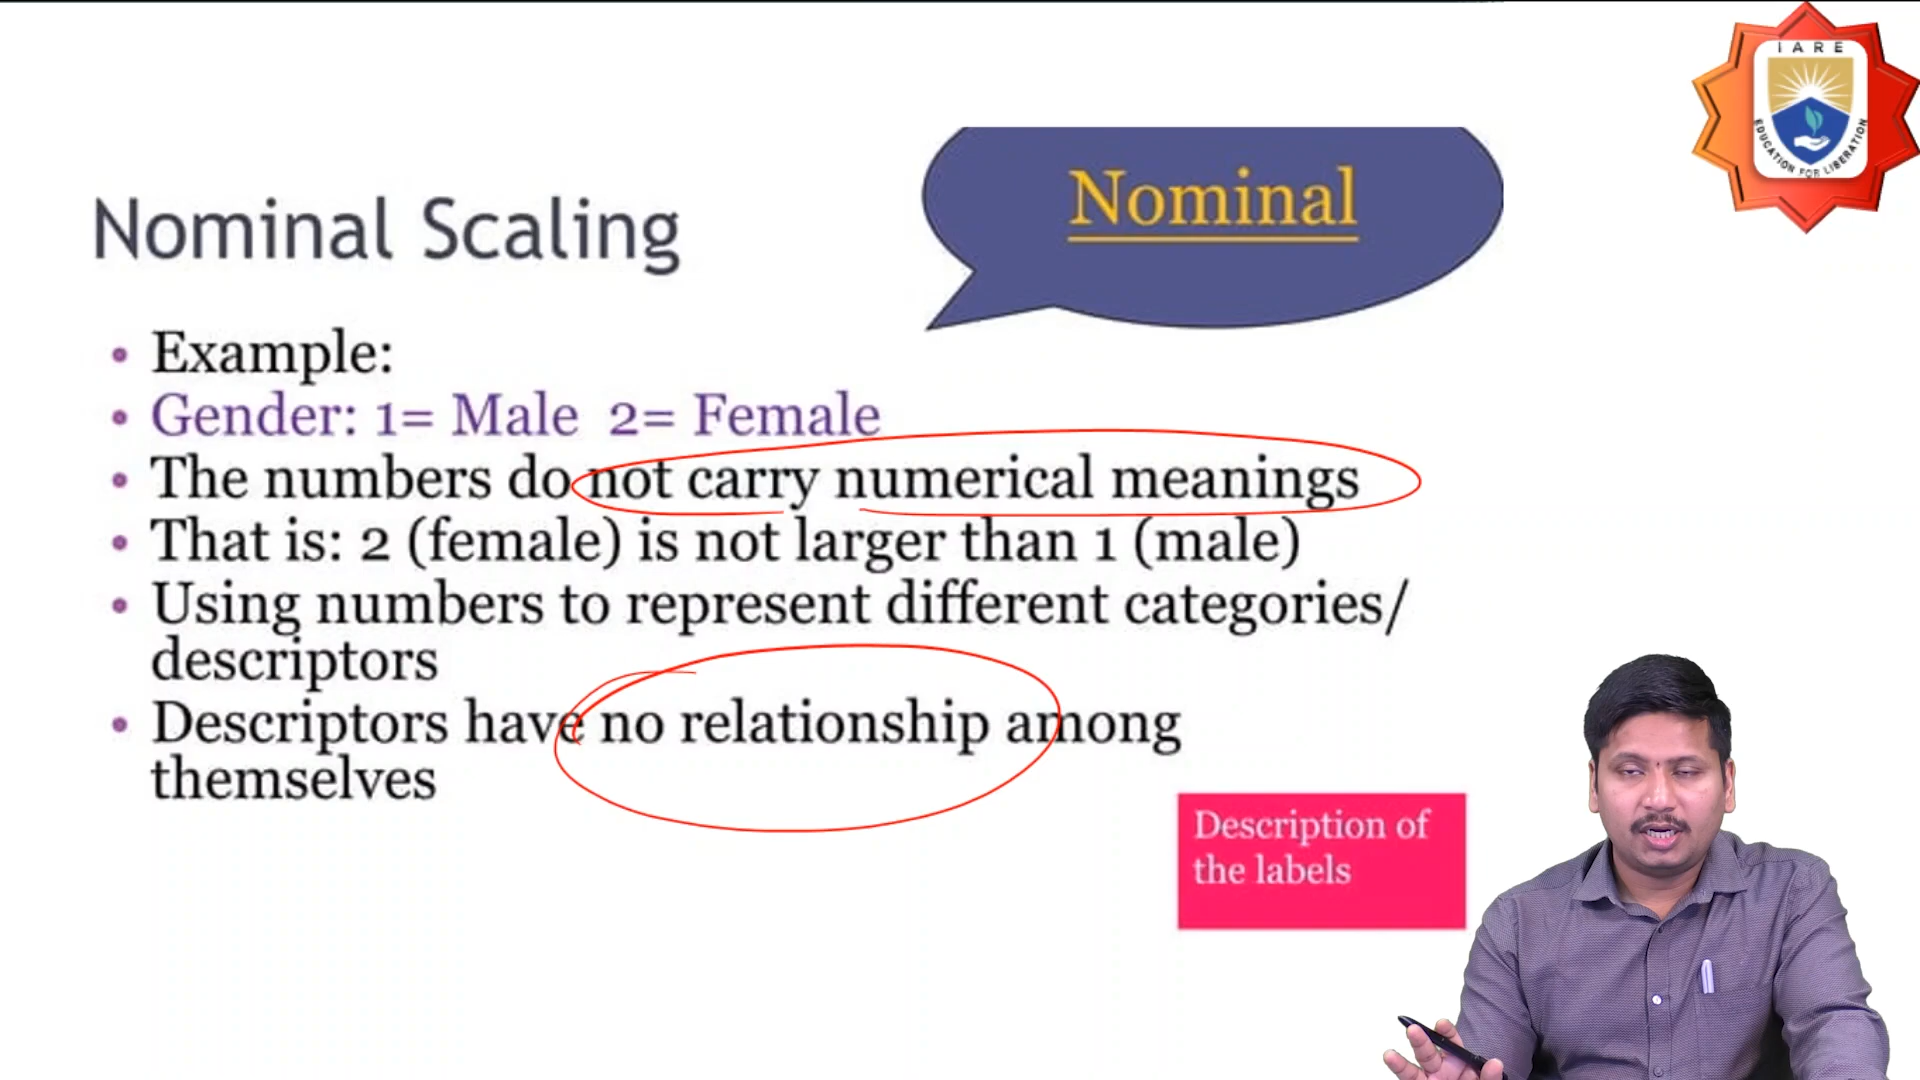 IARE
EDUCATION FOR LIBERATION
Nominal
Nominal Scaling
• Example:
• Gender: 1= Male 2= Female
• The numbers do not carry numerical meanings
• That is: 2 (female) is not larger than 1 (male)
• Using numbers to represent different categories/
descriptors
• Descriptors have no relationship among
themselves
Description of
the labels